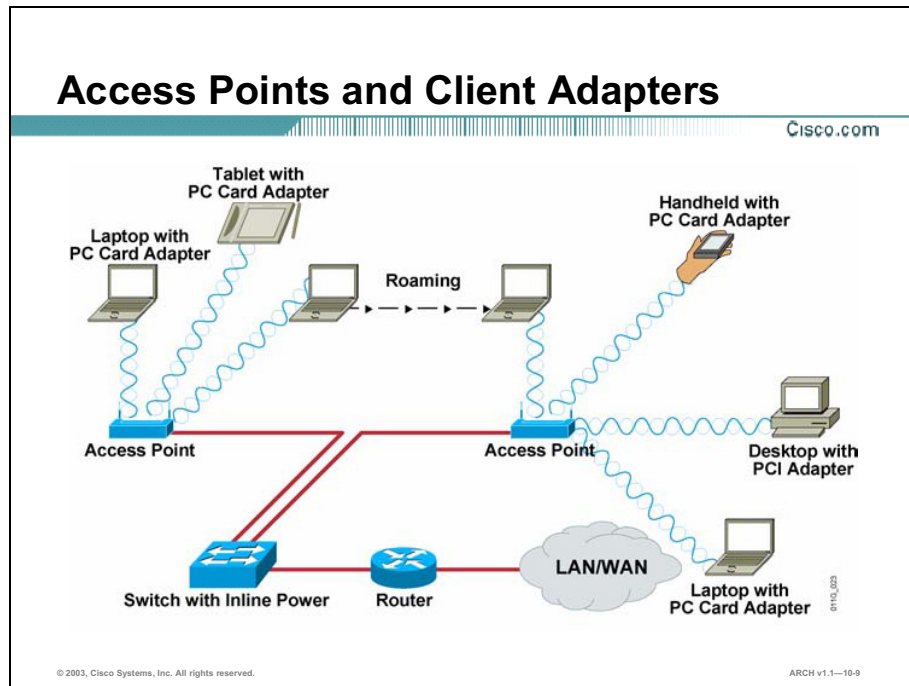 Access Points and Client Adapters
Cisco.com
Tablet with
PC Card Adapter
Handheld with
PC Card Adapter
Laptop with
PC Card Adapter
Roaming
Access Point
Access Point
Desktop with
PCI Adapter
LAN/WAN
Switch with Inline Power
Router
Laptop with
PC Card Adapter
011G_023
© 2003, Cisco Systems, Inc. All rights reserved.
ARCH v1.1—10-9